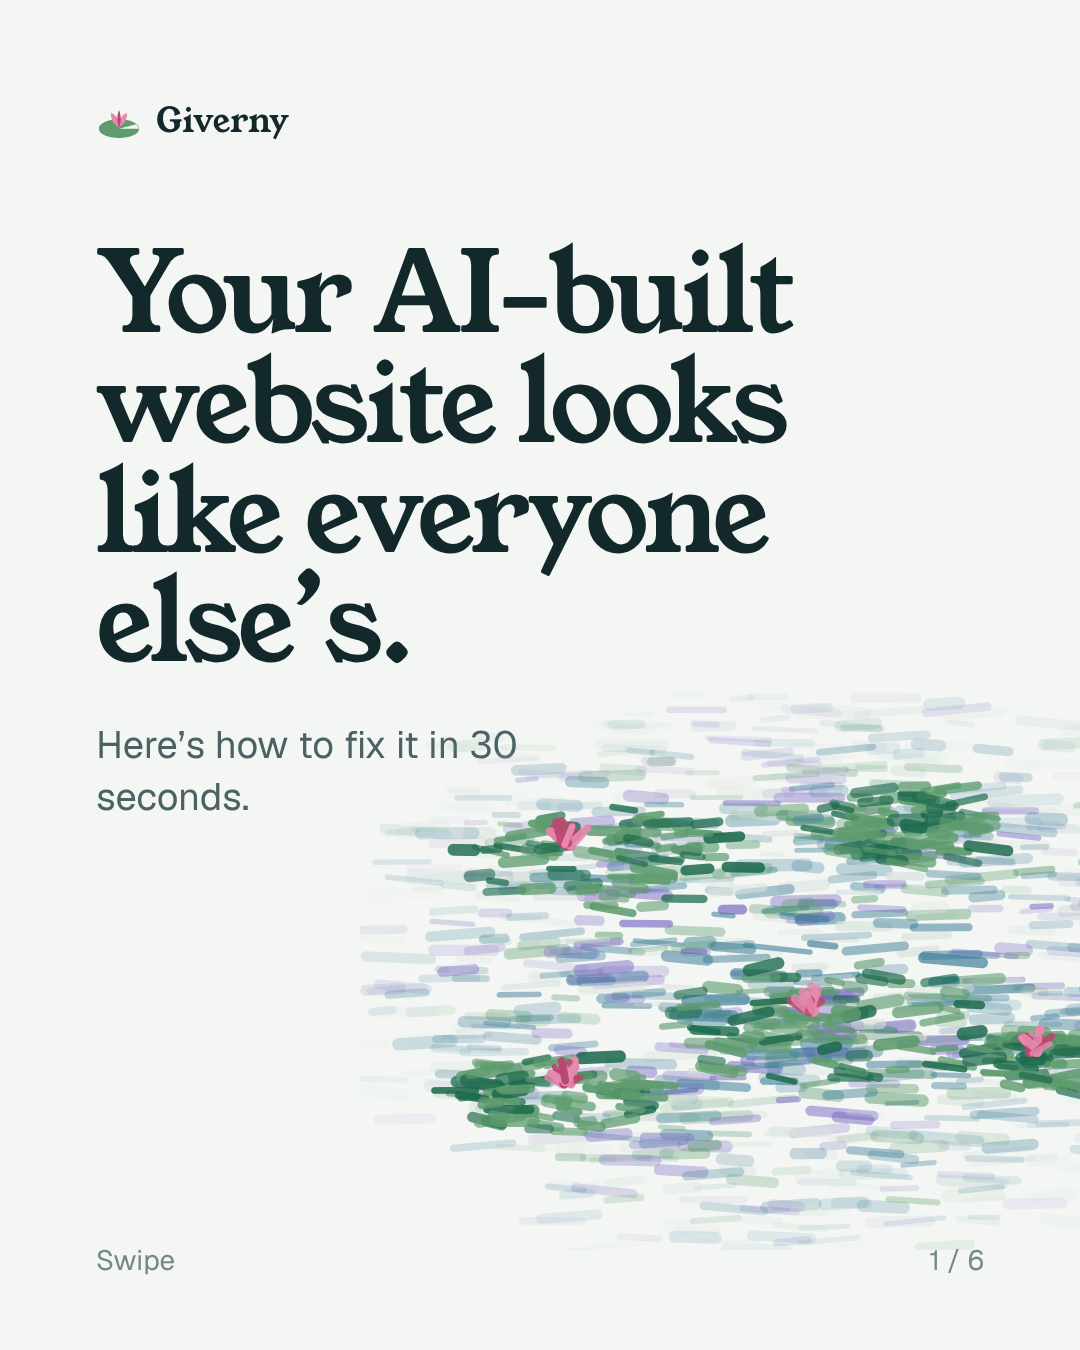 Giverny
Your AI-built
website looks
like everyone
else’s.
Here’s how to fix it in 30
seconds.
Swipe
1 / 6